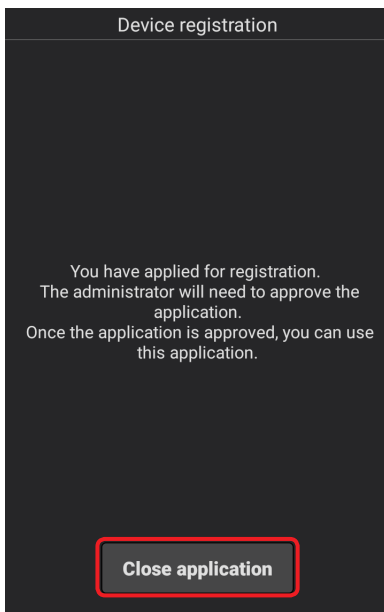 Device registration
You have applied for registration.
The administrator will need to approve the
application.
Once the application is approved, you can use
this application.
Close application